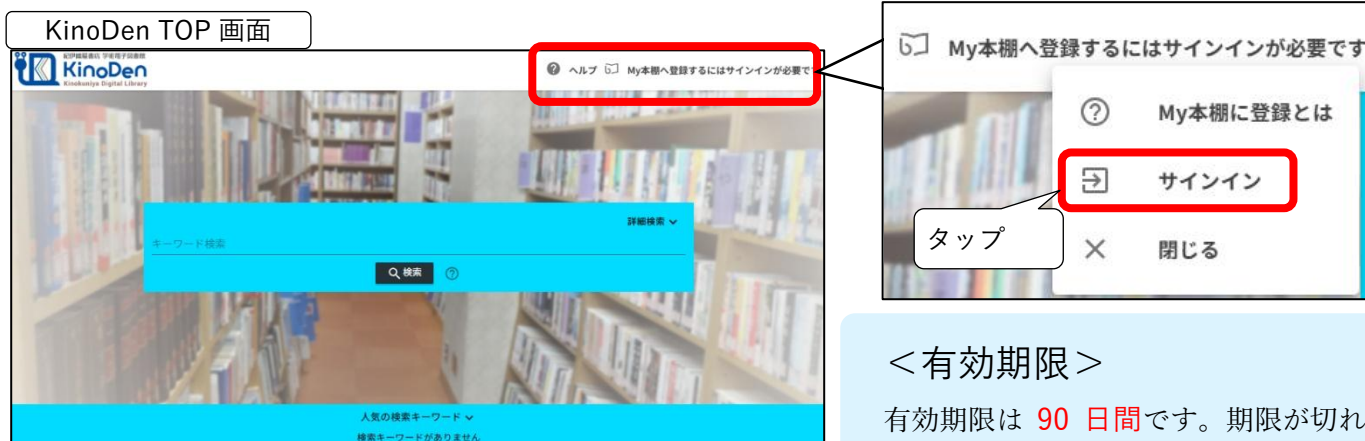 KinoDen TOP 画面
紀伊國屋書店 学術電子図書館
KinoDen
Kinokuniya Digital Library
ヘルプ My本棚へ登録するにはサインインが必要で
詳細検索
キーワード検索
検索
人気の検索キーワード
検索キーワードがありません
My本棚へ登録するにはサインインが必要です
My本棚に登録とは
サインイン
タップ
閉じる
＜有効期限＞
有効期限は 90 日間です。期限が切れ